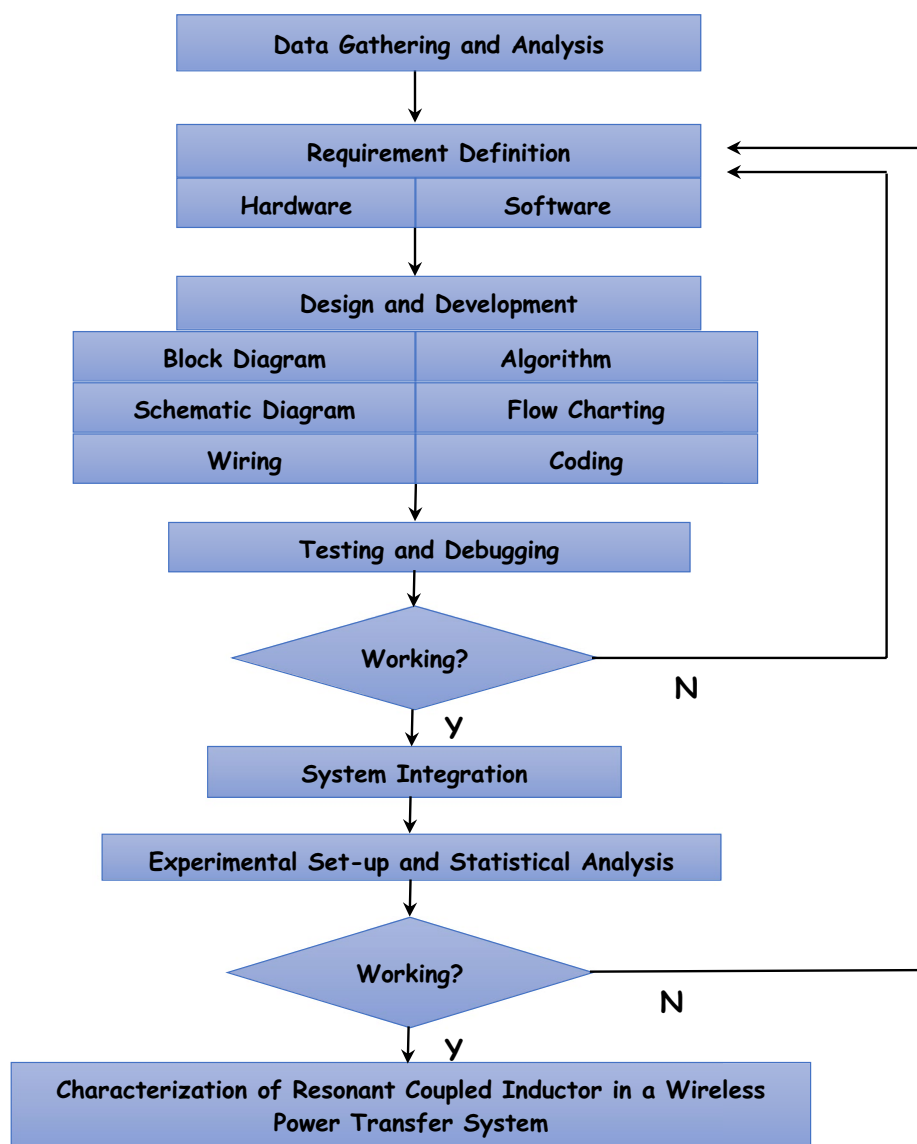 Data Gathering and Analysis
Requirement Definition
Hardware
Software
Design and Development
Block Diagram
Algorithm
Schematic Diagram
Flow Charting
Wiring
Coding
Testing and Debugging
Working?
N
Y
System Integration
Experimental Set-up and Statistical Analysis
Working?
N
Y
Characterization of Resonant Coupled Inductor in a Wireless
Power Transfer System